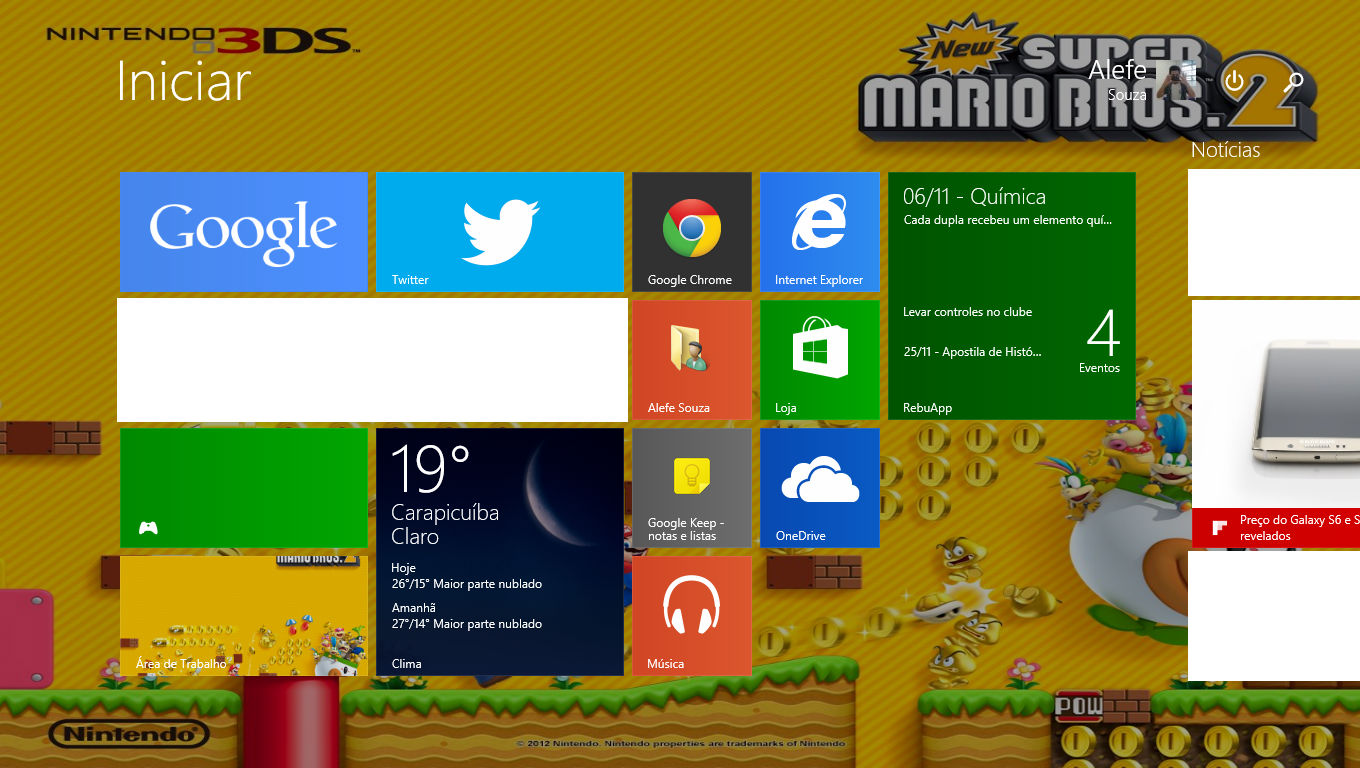 NINTENDO 3DS™
Iniciar
New
SUPER
MARIO BROS. 2
™
Alefe
Souza
Notícias
Google
Twitter
Google Chrome
Internet Explorer
06/11 - Química
Cada dupla recebeu um elemento quí...
Levar controles no clube
25/11 - Apostila de Histó...
4
Eventos
RebuApp
Alefe Souza
Loja
19°
Carapicuíba
Claro
Hoje
26°/15° Maior parte nublado
Amanhã
27°/14° Maior parte nublado
Clima
Google Keep -
notas e listas
OneDrive
Preço do Galaxy S6 e S
revelados
MARIO BROS. 2
Área de Trabalho
Música
POW
Nintendo
© 2012 Nintendo. Nintendo properties are trademarks of Nintendo